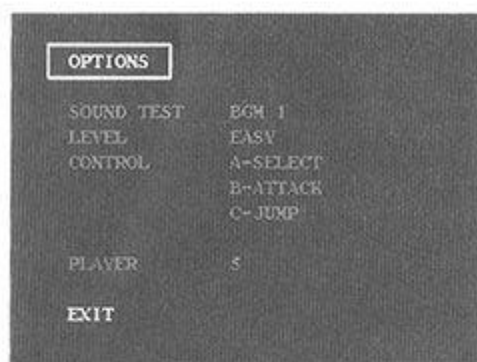 OPTIONS
SOUND TEST BGM 1
LEVEL EASY
CONTROL A-SELECT
B-ATTACK
C-JUMP
PLAYER 5
EXIT